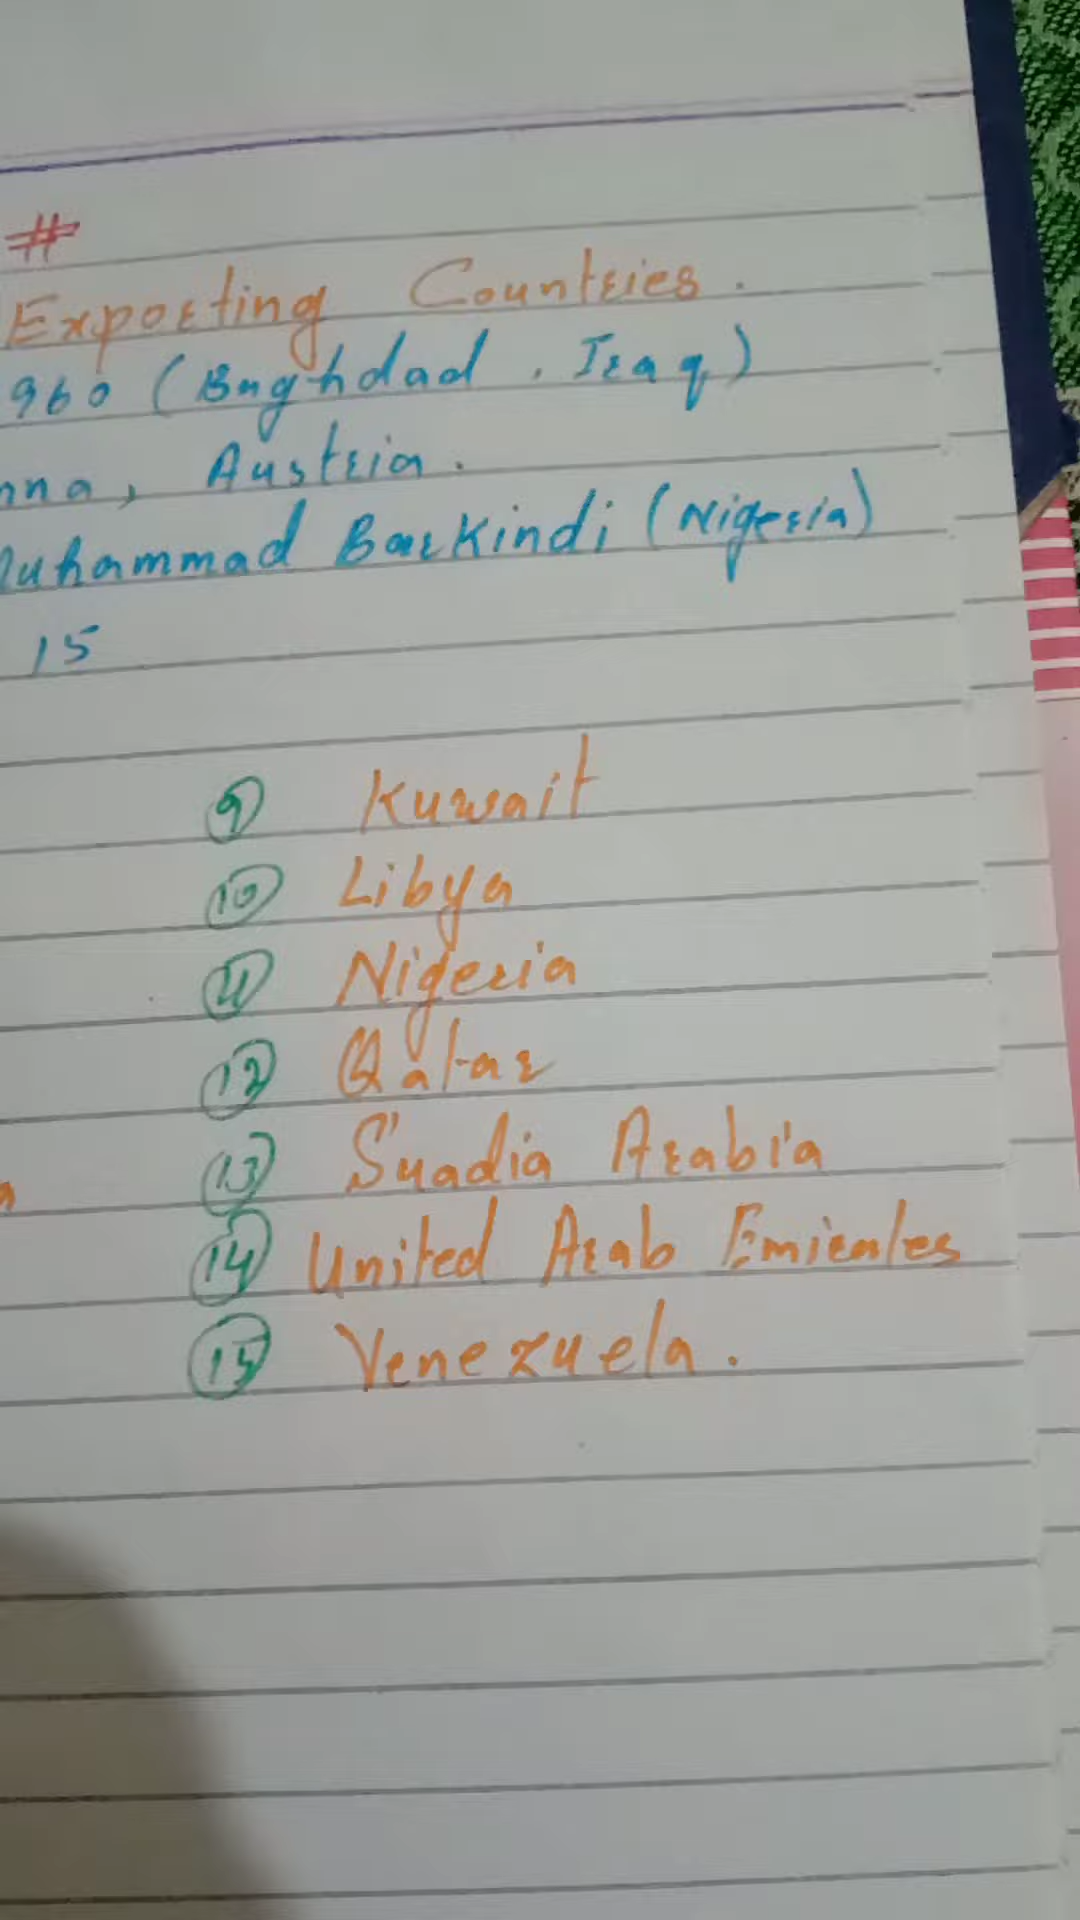 #
Exporting Countries.
960 (Baghdad, Iraq)
nna, Austria.
Muhammad Barkindi (Nigeria)
15
9 Kuwait
10 Libya
11 Nigeria
12 Qatar
13 Suadia Arabia
14 United Arab Emirates
15 Venezuela.